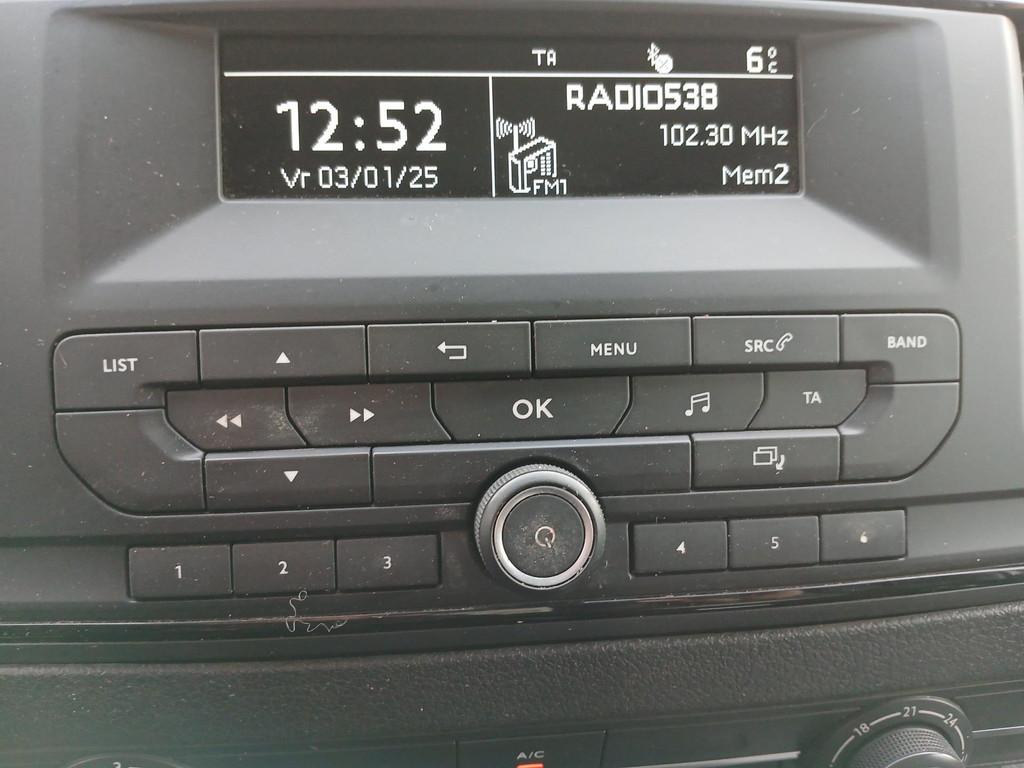 TA 6°C
12:52
Vr 03/01/25
RADIO538
102.30 MHz
FM1 Mem2
LIST MENU SRC BAND
OK TA
1 2 3 4 5 6
18 21 24
3 A/C